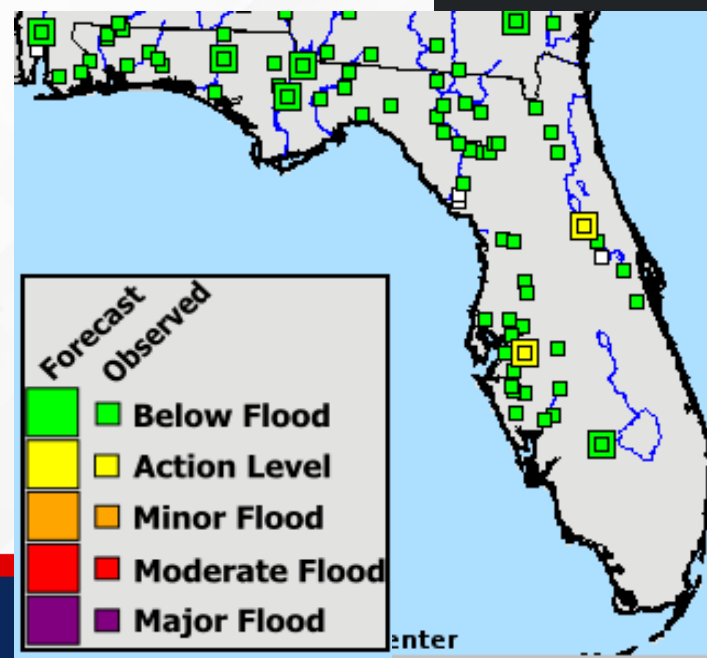 Forecast
Observed
Below Flood
Action Level
Minor Flood
Moderate Flood
Major Flood
enter